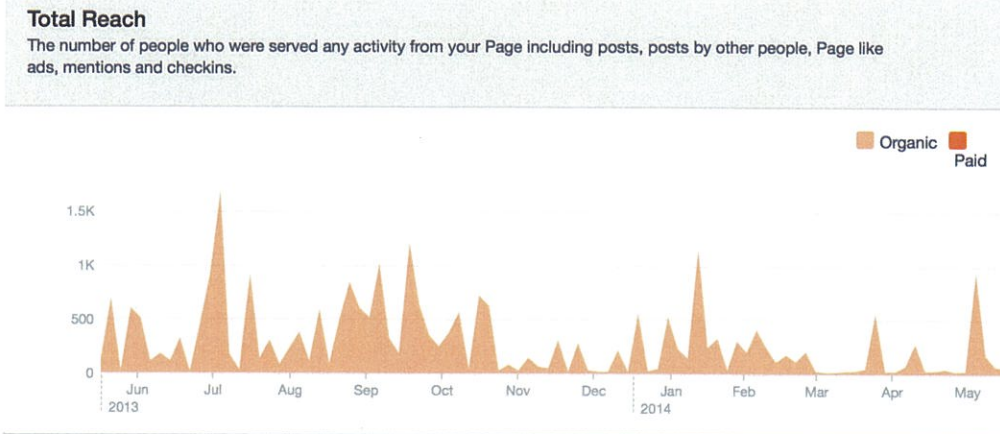 Total Reach
The number of people who were served any activity from your Page including posts, posts by other people, Page like
ads, mentions and checkins.
Organic
Paid
1.5K
1K
500
0
Jun Jul Aug Sep Oct Nov Dec Jan Feb Mar Apr May
2013 2014